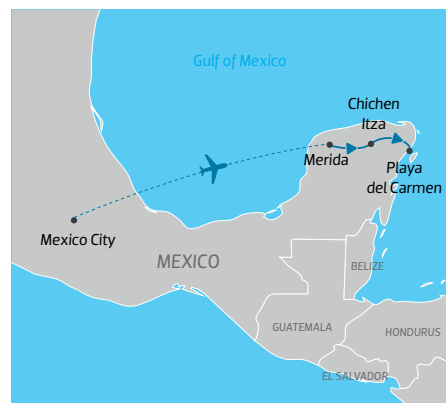 Gulf of Mexico
Chichen
Itza
Merida
Playa
del Carmen
Mexico City
MEXICO
BELIZE
GUATEMALA
HONDURUS
EL SALVADOR